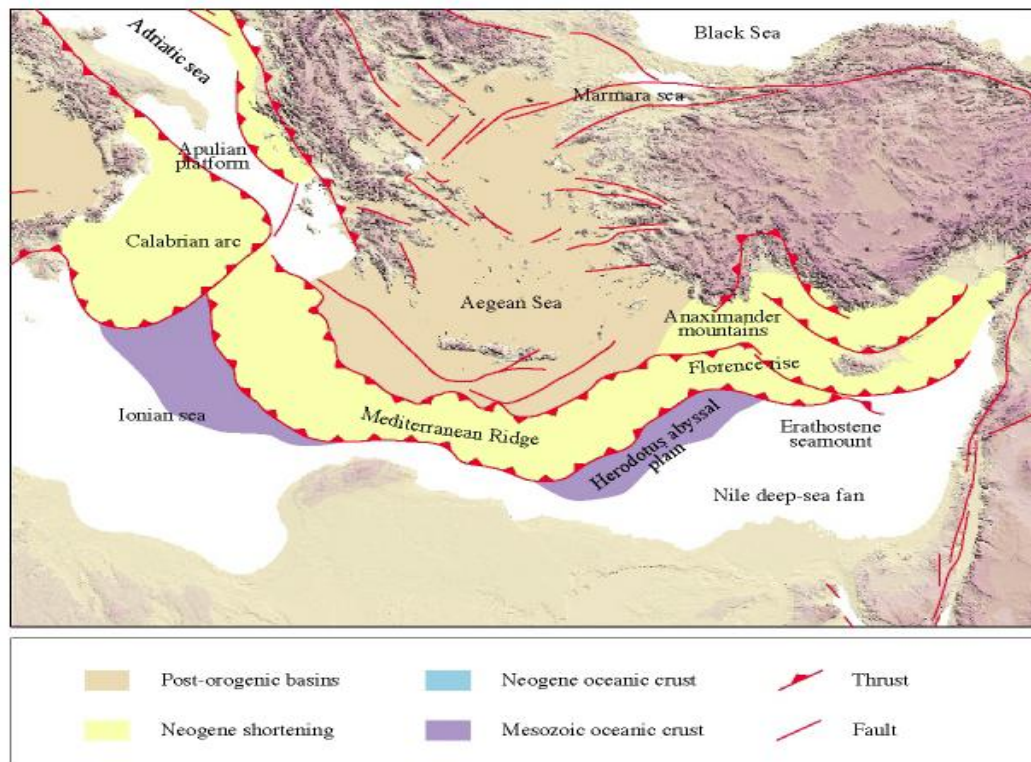 Black Sea
Adriatic sea
Marmara sea
Apulian
platform
Calabrian arc
Aegean Sea
Anaximander
mountains
Florence rise
Ionian sea
Mediterranean Ridge
Herodotus abyssal
plain
Erathostene
seamount
Nile deep-sea fan
Post-orogenic basins
Neogene oceanic crust
Thrust
Neogene shortening
Mesozoic oceanic crust
Fault